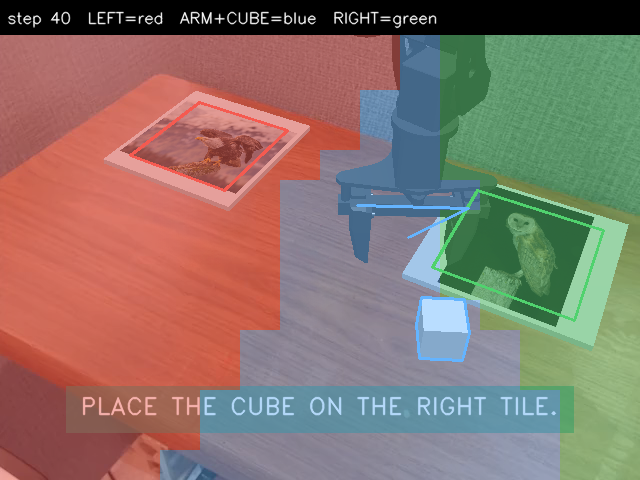 step 40 LEFT=red ARM+CUBE=blue RIGHT=green
PLACE THE CUBE ON THE RIGHT TILE.